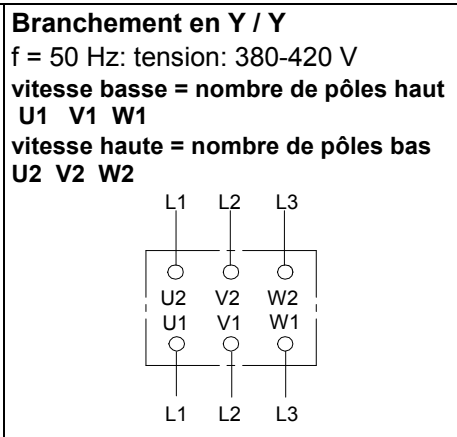 Branchement en Y / Y
f = 50 Hz: tension: 380-420 V
vitesse basse = nombre de pôles haut
U1 V1 W1
vitesse haute = nombre de pôles bas
U2 V2 W2
L1 L2 L3
U2 V2 W2
U1 V1 W1
L1 L2 L3